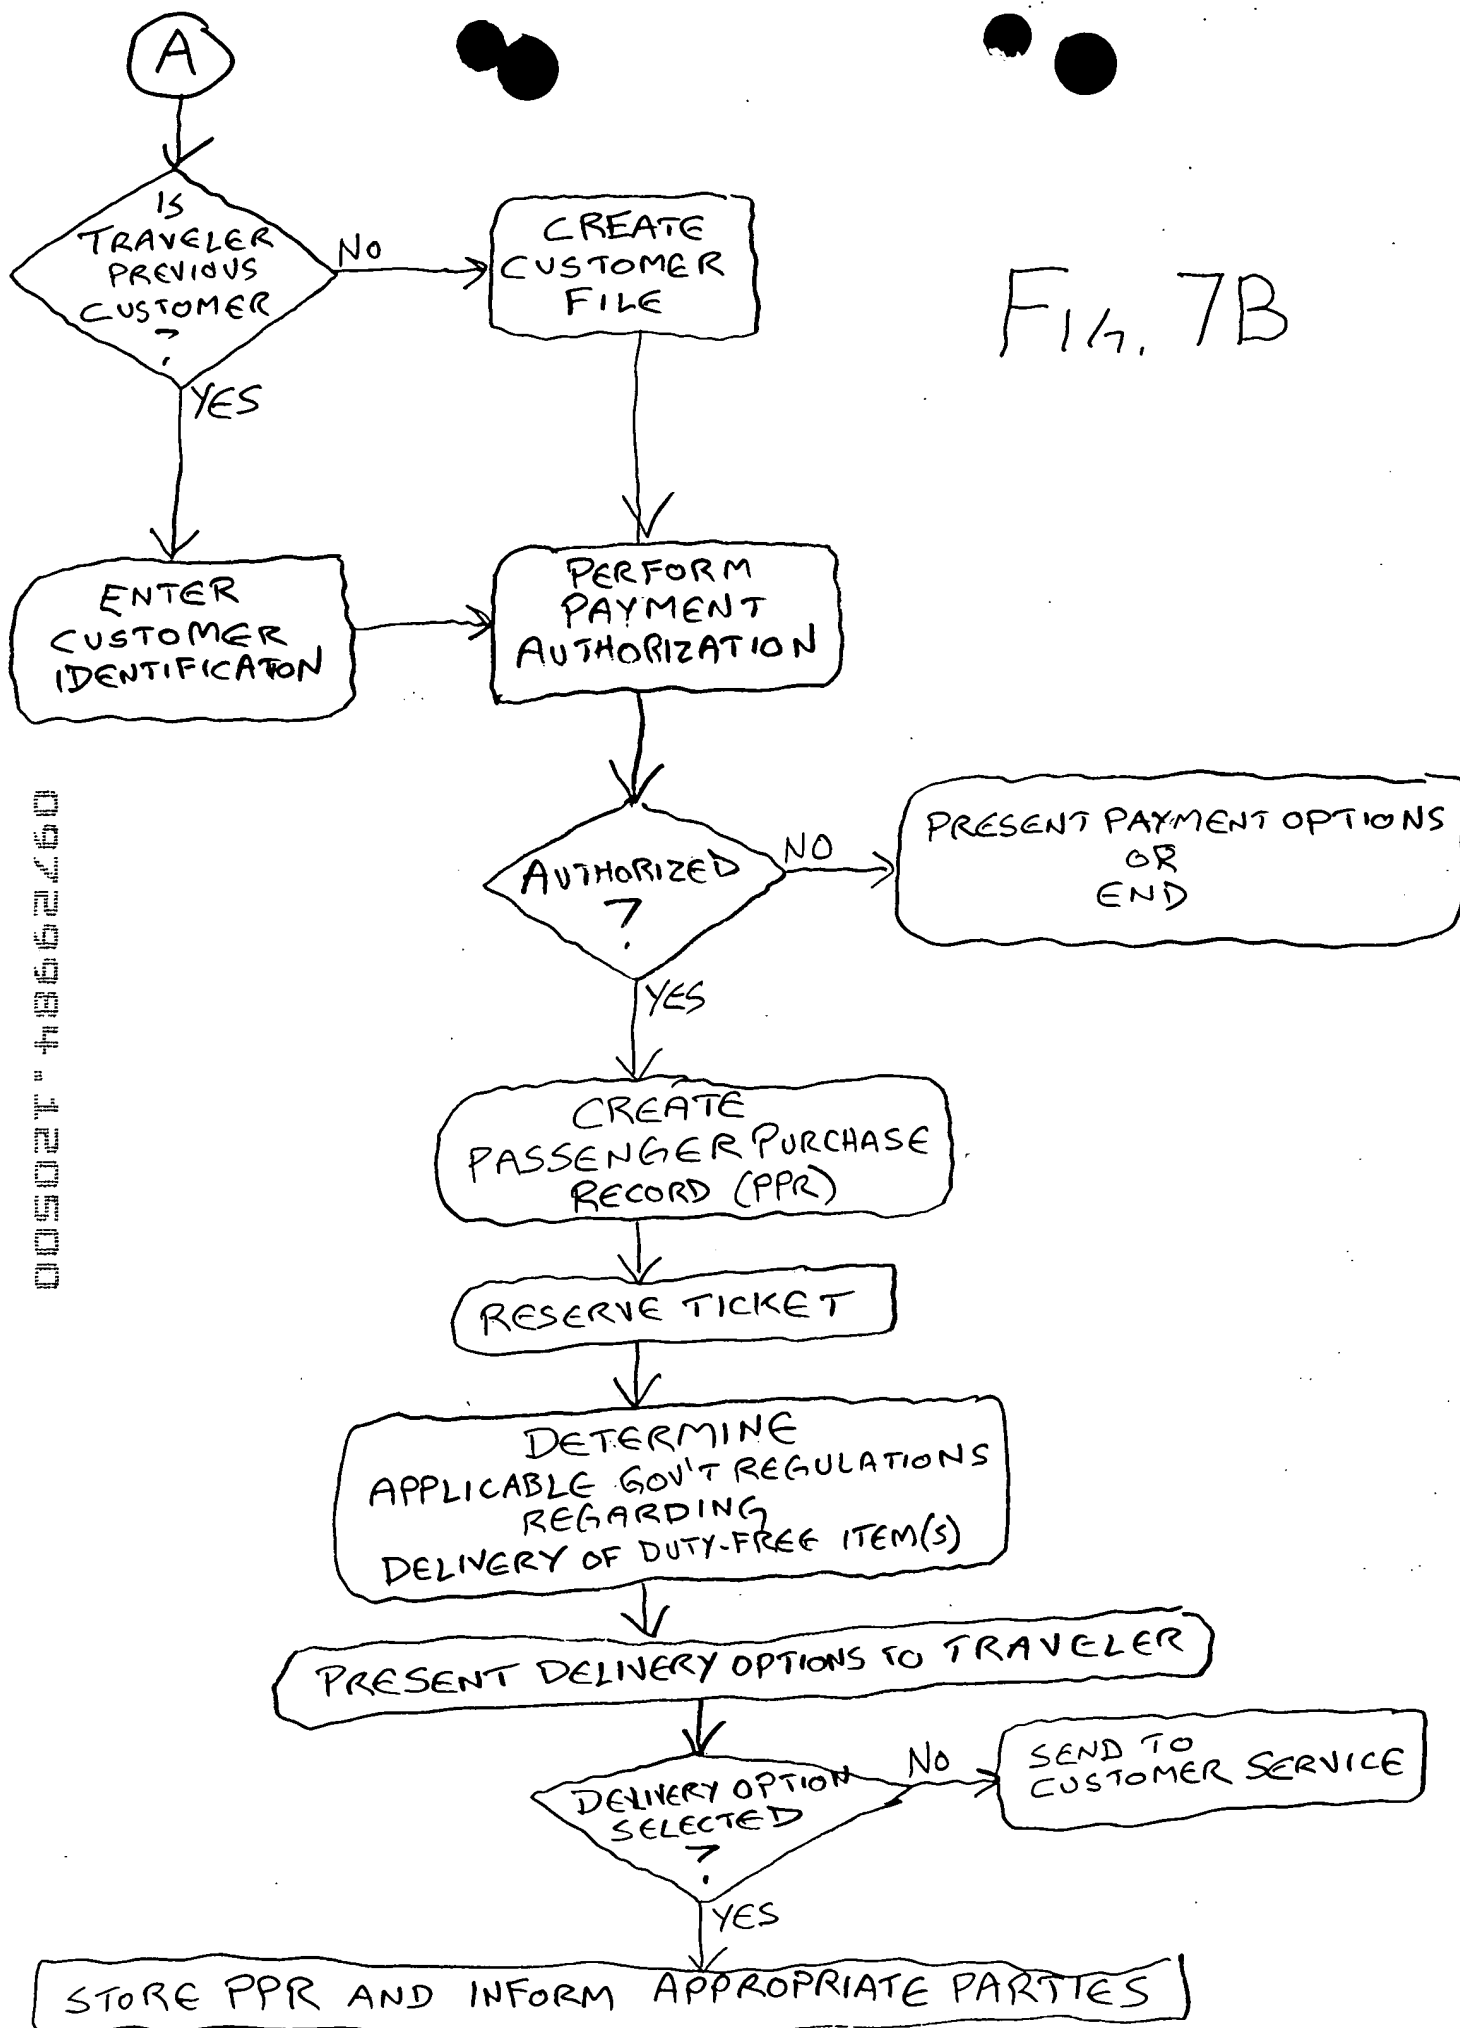 A
IS
TRAVELER
PREVIOUS
CUSTOMER
?
NO
CREATE
CUSTOMER
FILE
FIG. 7B
YES
ENTER
CUSTOMER
IDENTIFICATON
PERFORM
PAYMENT
AUTHORIZATION
AUTHORIZED
?
NO
PRESENT PAYMENT OPTIONS
OR
END
YES
CREATE
PASSENGER PURCHASE
RECORD (PPR)
RESERVE TICKET
DETERMINE
APPLICABLE GOV'T REGULATIONS
REGARDING
DELIVERY OF DUTY-FREE ITEM(S)
PRESENT DELIVERY OPTIONS TO TRAVELER
DELIVERY OPTION
SELECTED
?
NO
SEND TO
CUSTOMER SERVICE
YES
STORE PPR AND INFORM APPROPRIATE PARTIES
09729984.120500